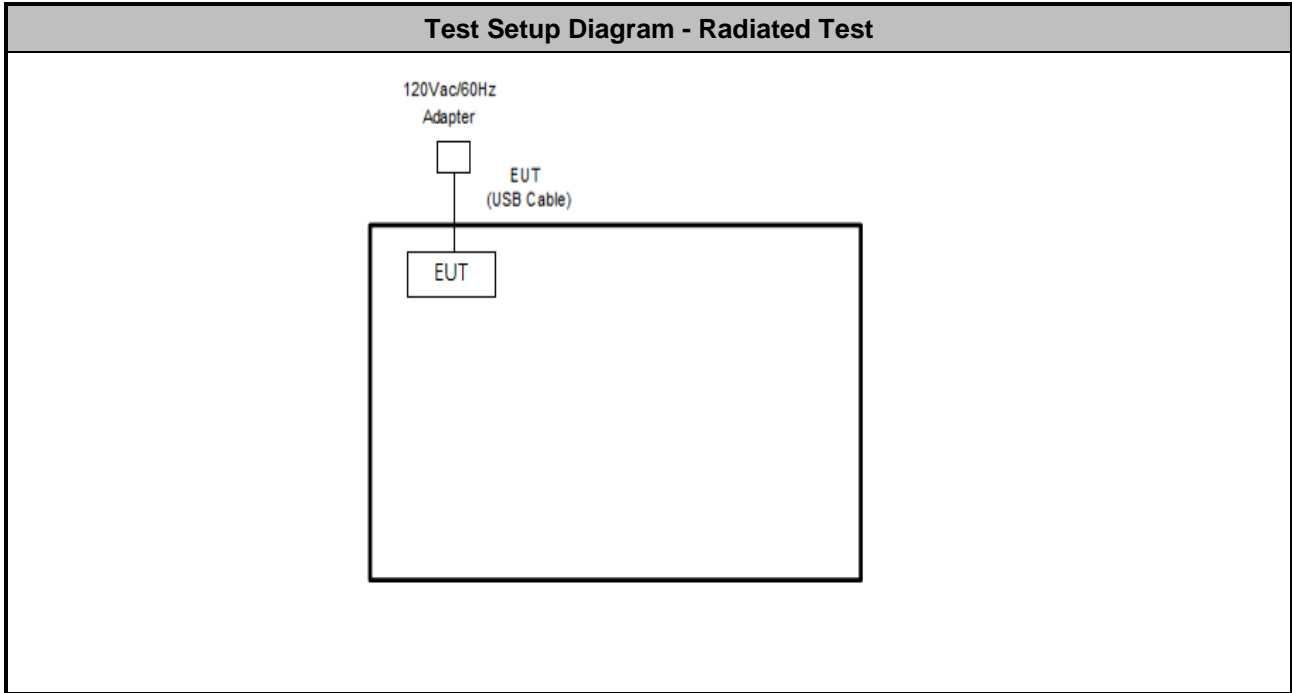 Test Setup Diagram - Radiated Test
120Vac/60Hz
Adapter
EUT
(USB Cable)
EUT